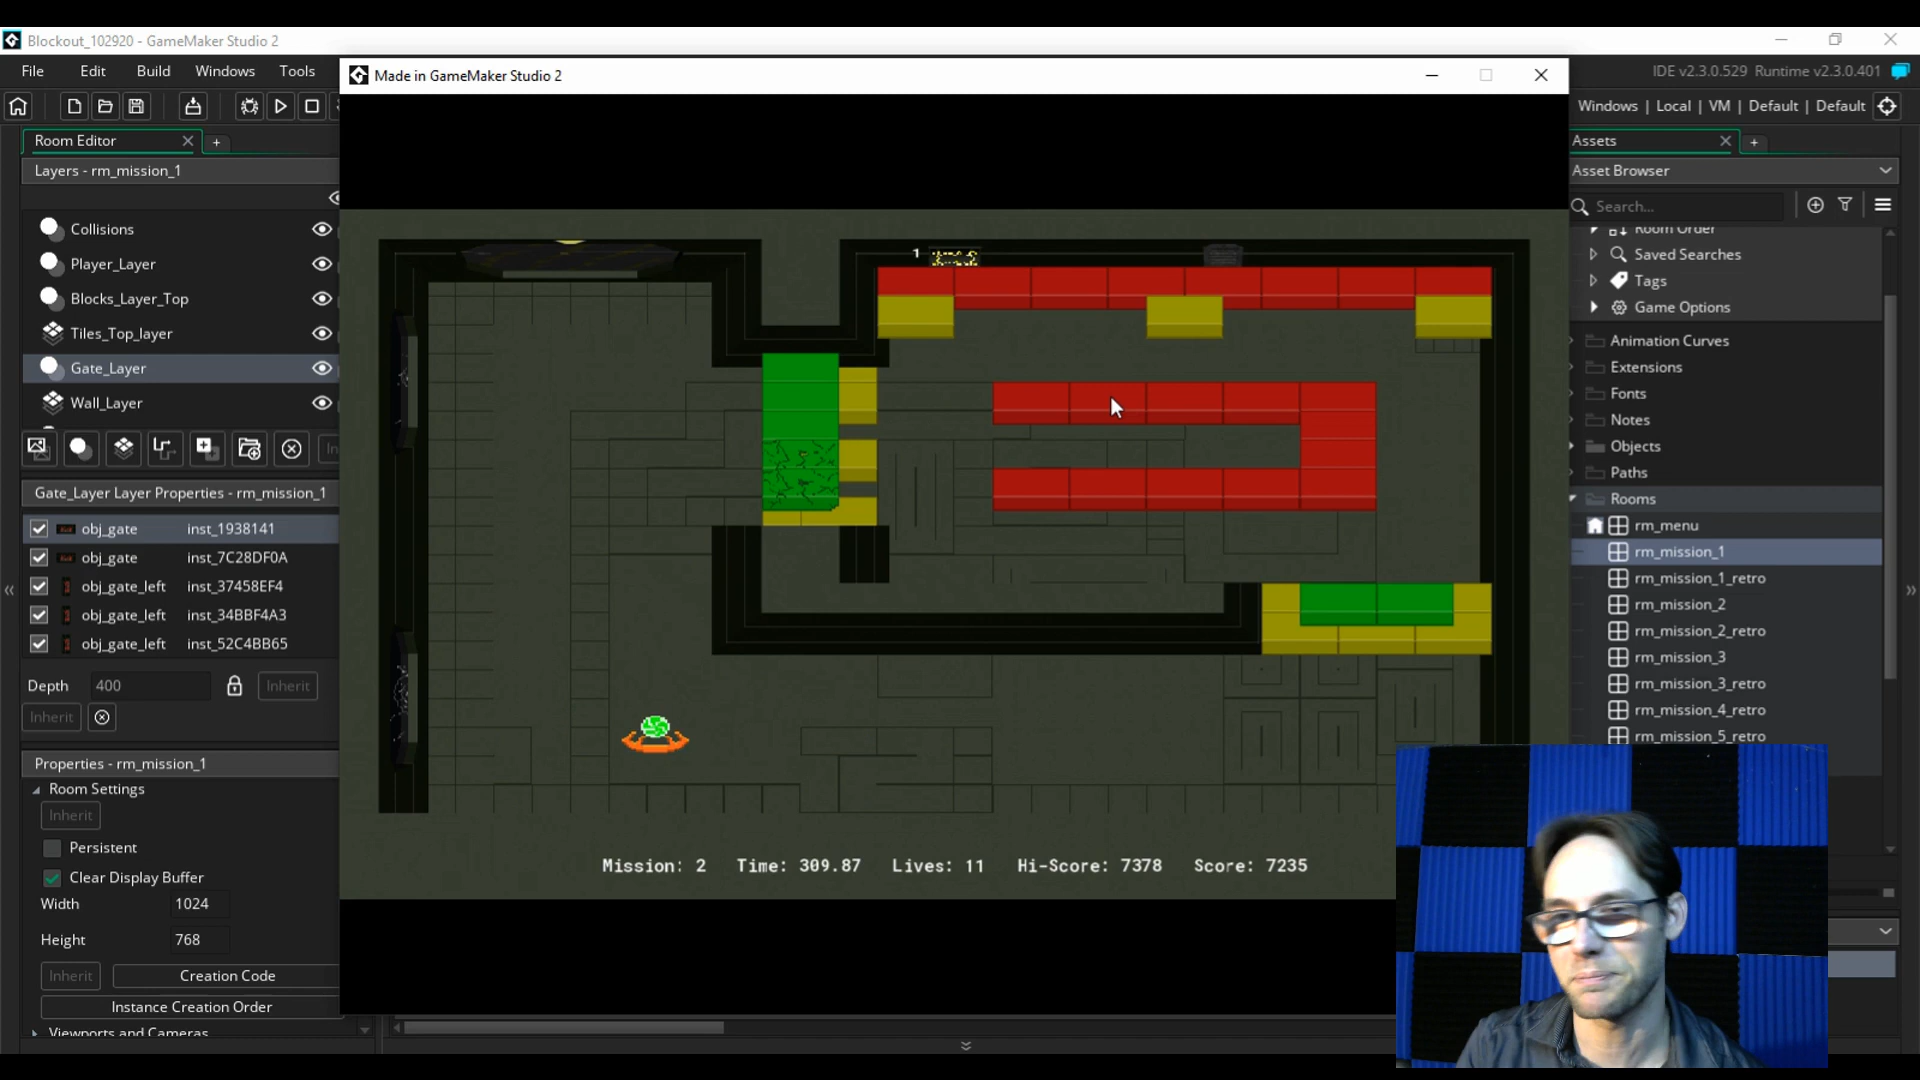 Blockout_102920 - GameMaker Studio 2
File Edit Build Windows Tools
Made in GameMaker Studio 2
IDE v2.3.0.529 Runtime v2.3.0.401
Windows | Local | VM | Default | Default
Room Editor
Layers - rm_mission_1
Collisions
Player_Layer
Blocks_Layer_Top
Tiles_Top_layer
Gate_Layer
Wall_Layer
In
Gate_Layer Layer Properties - rm_mission_1
obj_gate inst_1938141
obj_gate inst_7C28DF0A
obj_gate_left inst_37458EF4
obj_gate_left inst_34BBF4A3
obj_gate_left inst_52C4BB65
Depth 400 Inherit
Inherit
Properties - rm_mission_1
Room Settings
Inherit
Persistent
Clear Display Buffer
Width 1024
Height 768
Inherit Creation Code
Instance Creation Order
Viewports and Cameras
1
Mission: 2 Time: 309.87 Lives: 11 Hi-Score: 7378 Score: 7235
Assets
Asset Browser
Search...
Room Order
Saved Searches
Tags
Game Options
Animation Curves
Extensions
Fonts
Notes
Objects
Paths
Rooms
rm_menu
rm_mission_1
rm_mission_1_retro
rm_mission_2
rm_mission_2_retro
rm_mission_3
rm_mission_3_retro
rm_mission_4_retro
rm_mission_5_retro